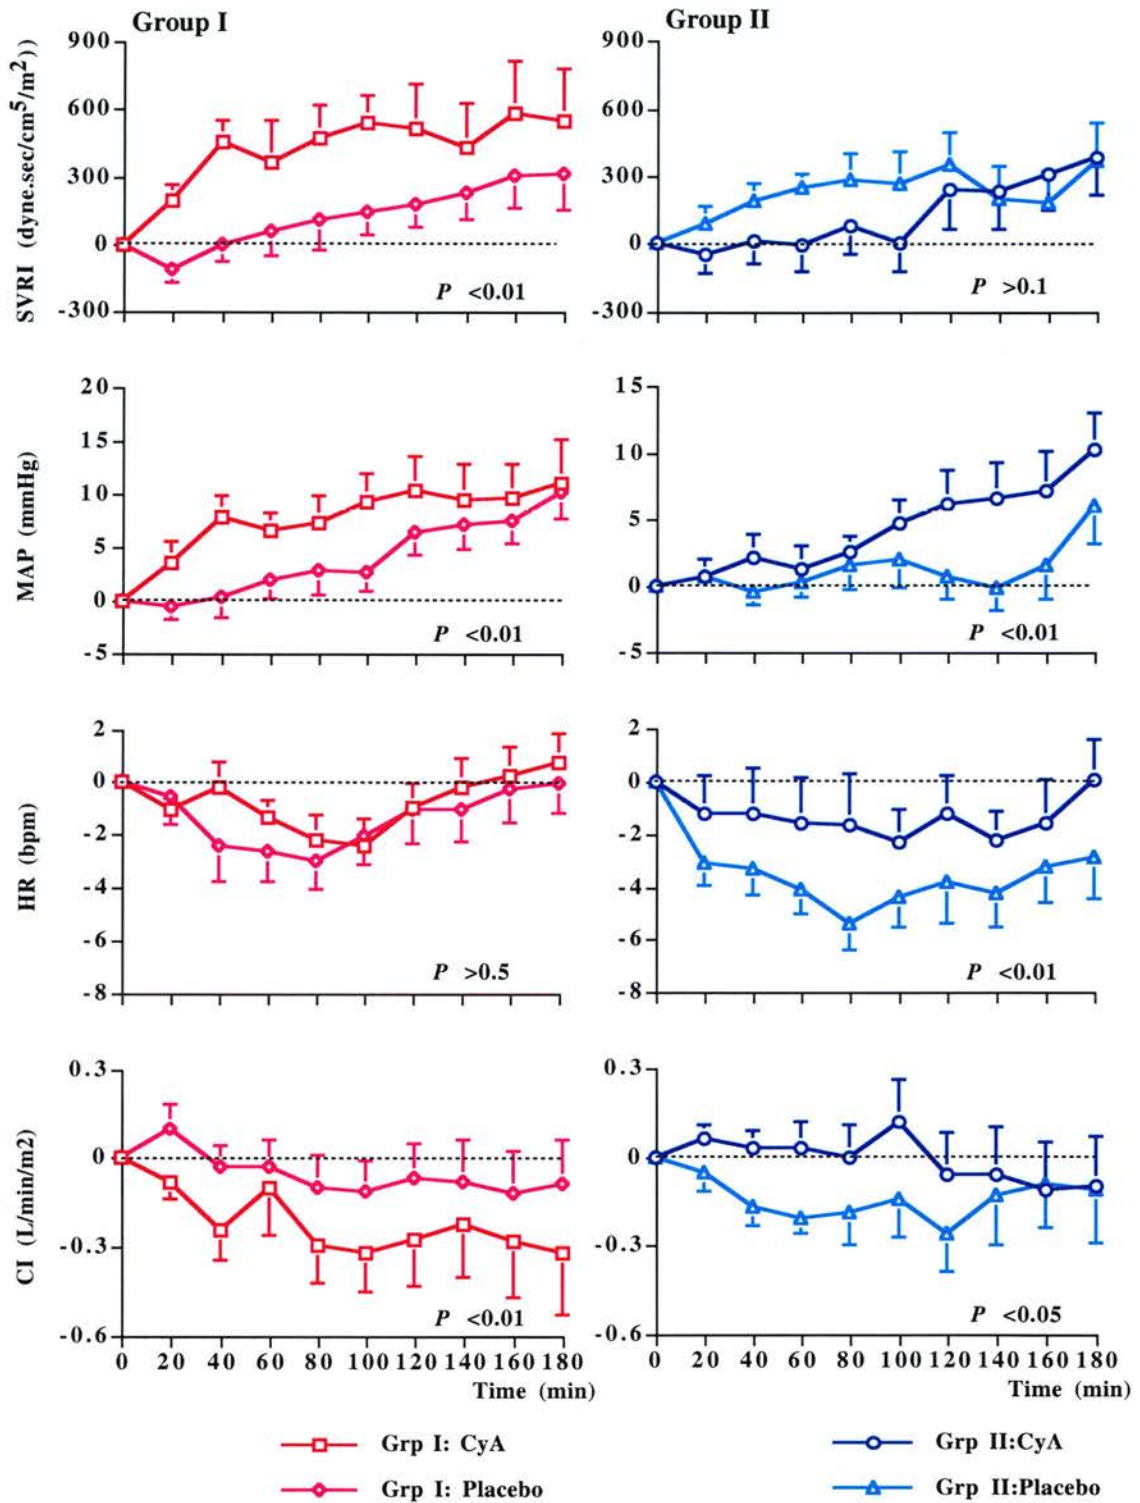 Group I
Group II
SVRI (dyne.sec/cm5/m2))
900
600
300
0
-300
P <0.01
900
600
300
0
-300
P >0.1
MAP (mmHg)
20
15
10
5
0
-5
P <0.01
15
10
5
0
-5
P <0.01
HR (bpm)
2
0
-2
-4
-6
-8
P >0.5
2
0
-2
-4
-6
-8
P <0.01
CI (L/min/m2)
0.3
0
-0.3
-0.6
P <0.01
0.3
0
-0.3
-0.6
P <0.05
0 20 40 60 80 100 120 140 160 180
0 20 40 60 80 100 120 140 160 180
Time (min)
Time (min)
Grp I: CyA
Grp II:CyA
Grp I: Placebo
Grp II:Placebo